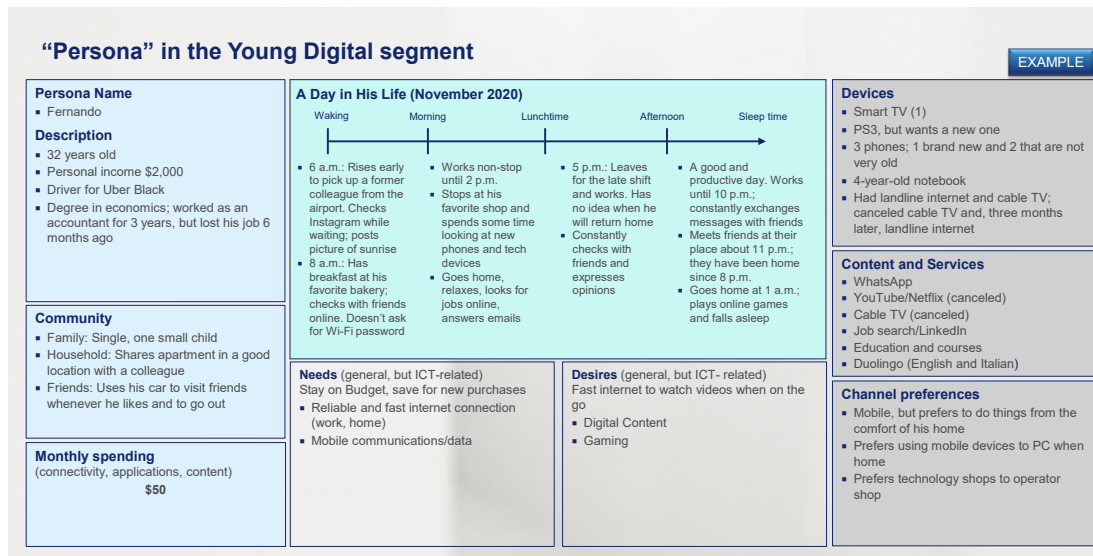 “Persona” in the Young Digital segment
EXAMPLE
Persona Name
▪ Fernando
Description
▪ 32 years old
▪ Personal income $2,000
▪ Driver for Uber Black
▪ Degree in economics; worked as an
accountant for 3 years, but lost his job 6
months ago
Community
▪ Family: Single, one small child
▪ Household: Shares apartment in a good
location with a colleague
▪ Friends: Uses his car to visit friends
whenever he likes and to go out
Monthly spending
(connectivity, applications, content)
$50
A Day in His Life (November 2020)
Waking
Morning
Lunchtime
Afternoon
Sleep time
▪ 6 a.m.: Rises early
to pick up a former
colleague from the
airport. Checks
Instagram while
waiting; posts
picture of sunrise
▪ 8 a.m.: Has
breakfast at his
favorite bakery;
checks with friends
online. Doesn’t ask
for Wi-Fi password
▪ Works non-stop
until 2 p.m.
▪ Stops at his
favorite shop and
spends some time
looking at new
phones and tech
devices
▪ Goes home,
relaxes, looks for
jobs online,
answers emails
▪ 5 p.m.: Leaves
for the late shift
and works. Has
no idea when he
will return home
▪ Constantly
checks with
friends and
expresses
opinions
▪ A good and
productive day. Works
until 10 p.m.;
constantly exchanges
messages with friends
▪ Meets friends at their
place about 11 p.m.;
they have been home
since 8 p.m.
▪ Goes home at 1 a.m.;
plays online games
and falls asleep
Needs (general, but ICT-related)
Stay on Budget, save for new purchases
▪ Reliable and fast internet connection
(work, home)
▪ Mobile communications/data
Desires (general, but ICT- related)
Fast internet to watch videos when on the
go
▪ Digital Content
▪ Gaming
Devices
▪ Smart TV (1)
▪ PS3, but wants a new one
▪ 3 phones; 1 brand new and 2 that are not
very old
▪ 4-year-old notebook
▪ Had landline internet and cable TV;
canceled cable TV and, three months
later, landline internet
Content and Services
▪ WhatsApp
▪ YouTube/Netflix (canceled)
▪ Cable TV (canceled)
▪ Job search/LinkedIn
▪ Education and courses
▪ Duolingo (English and Italian)
Channel preferences
▪ Mobile, but prefers to do things from the
comfort of his home
▪ Prefers using mobile devices to PC when
home
▪ Prefers technology shops to operator
shop